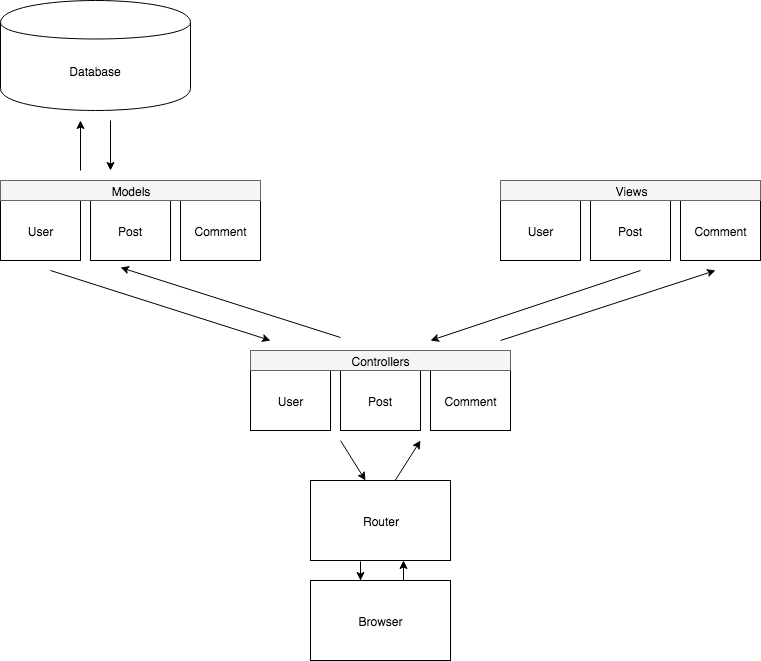 Database
Models
Views
User
Post
Comment
User
Post
Comment
Controllers
User
Post
Comment
Router
Browser